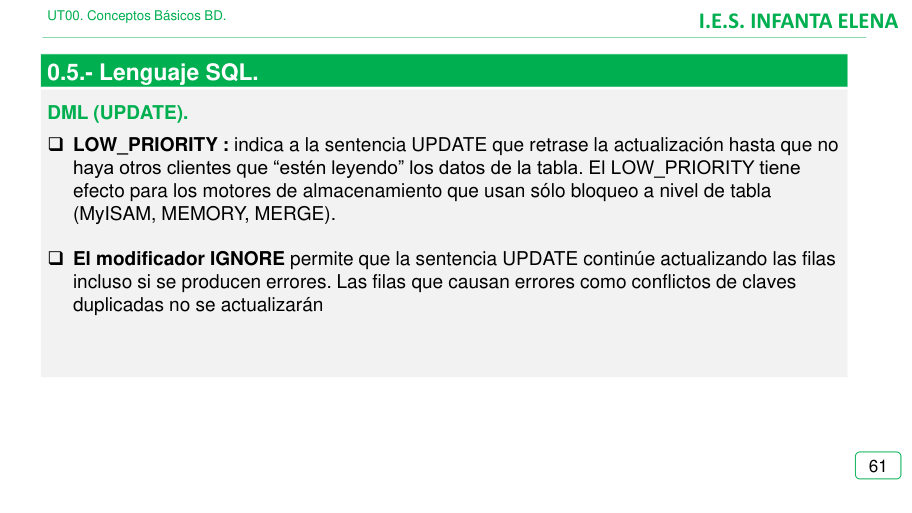 UT00. Conceptos Básicos BD.
I.E.S. INFANTA ELENA
0.5.- Lenguaje SQL.
DML (UPDATE).
❑ LOW_PRIORITY : indica a la sentencia UPDATE que retrase la actualización hasta que no
haya otros clientes que “estén leyendo” los datos de la tabla. El LOW_PRIORITY tiene
efecto para los motores de almacenamiento que usan sólo bloqueo a nivel de tabla
(MyISAM, MEMORY, MERGE).
❑ El modificador IGNORE permite que la sentencia UPDATE continúe actualizando las filas
incluso si se producen errores. Las filas que causan errores como conflictos de claves
duplicadas no se actualizarán
61